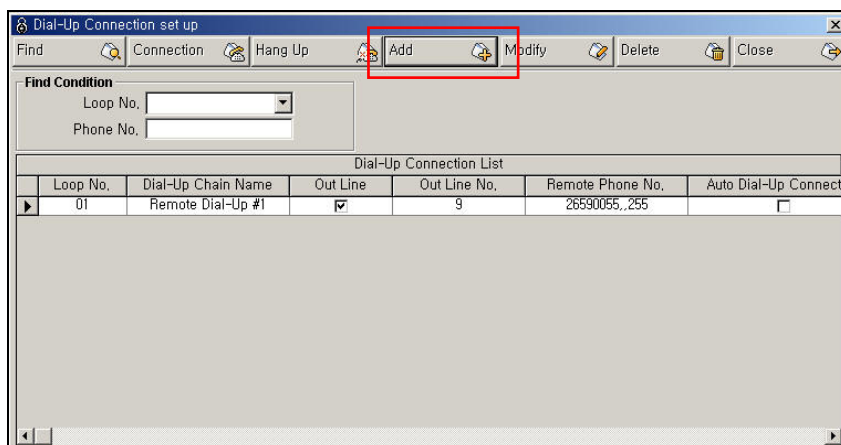 Dial-Up Connection set up
Find Connection Hang Up Add Modify Delete Close
Find Condition
Loop No,
Phone No,
Dial-Up Connection List
Loop No, Dial-Up Chain Name Out Line Out Line No, Remote Phone No, Auto Dial-Up Connect
01 Remote Dial-Up #1 9 26590055,,255